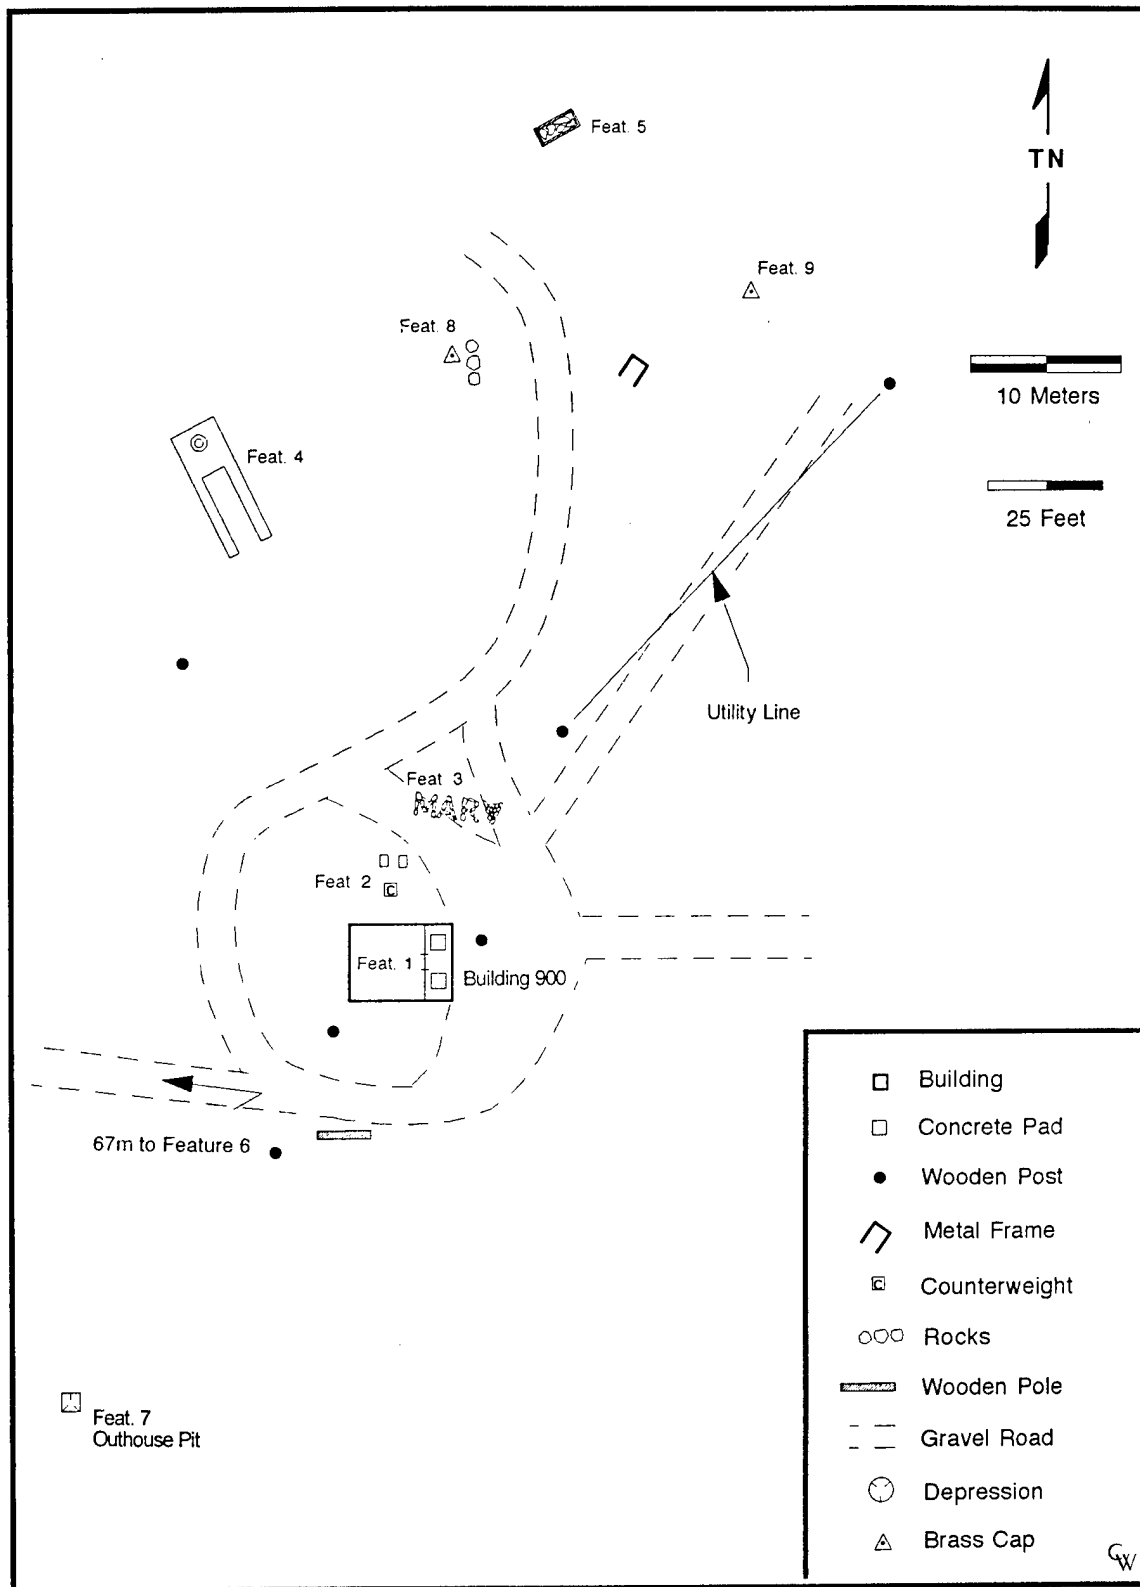 Feat. 5
TN
Feat. 9
Feat. 8
10 Meters
Feat. 4
25 Feet
Utility Line
Feat 3
MARY
Feat 2
C
Feat. 1
Building 900
67m to Feature 6
Feat. 7
Outhouse Pit
Building
Concrete Pad
Wooden Post
Metal Frame
C
Counterweight
Rocks
Wooden Pole
Gravel Road
Depression
Brass Cap
CW